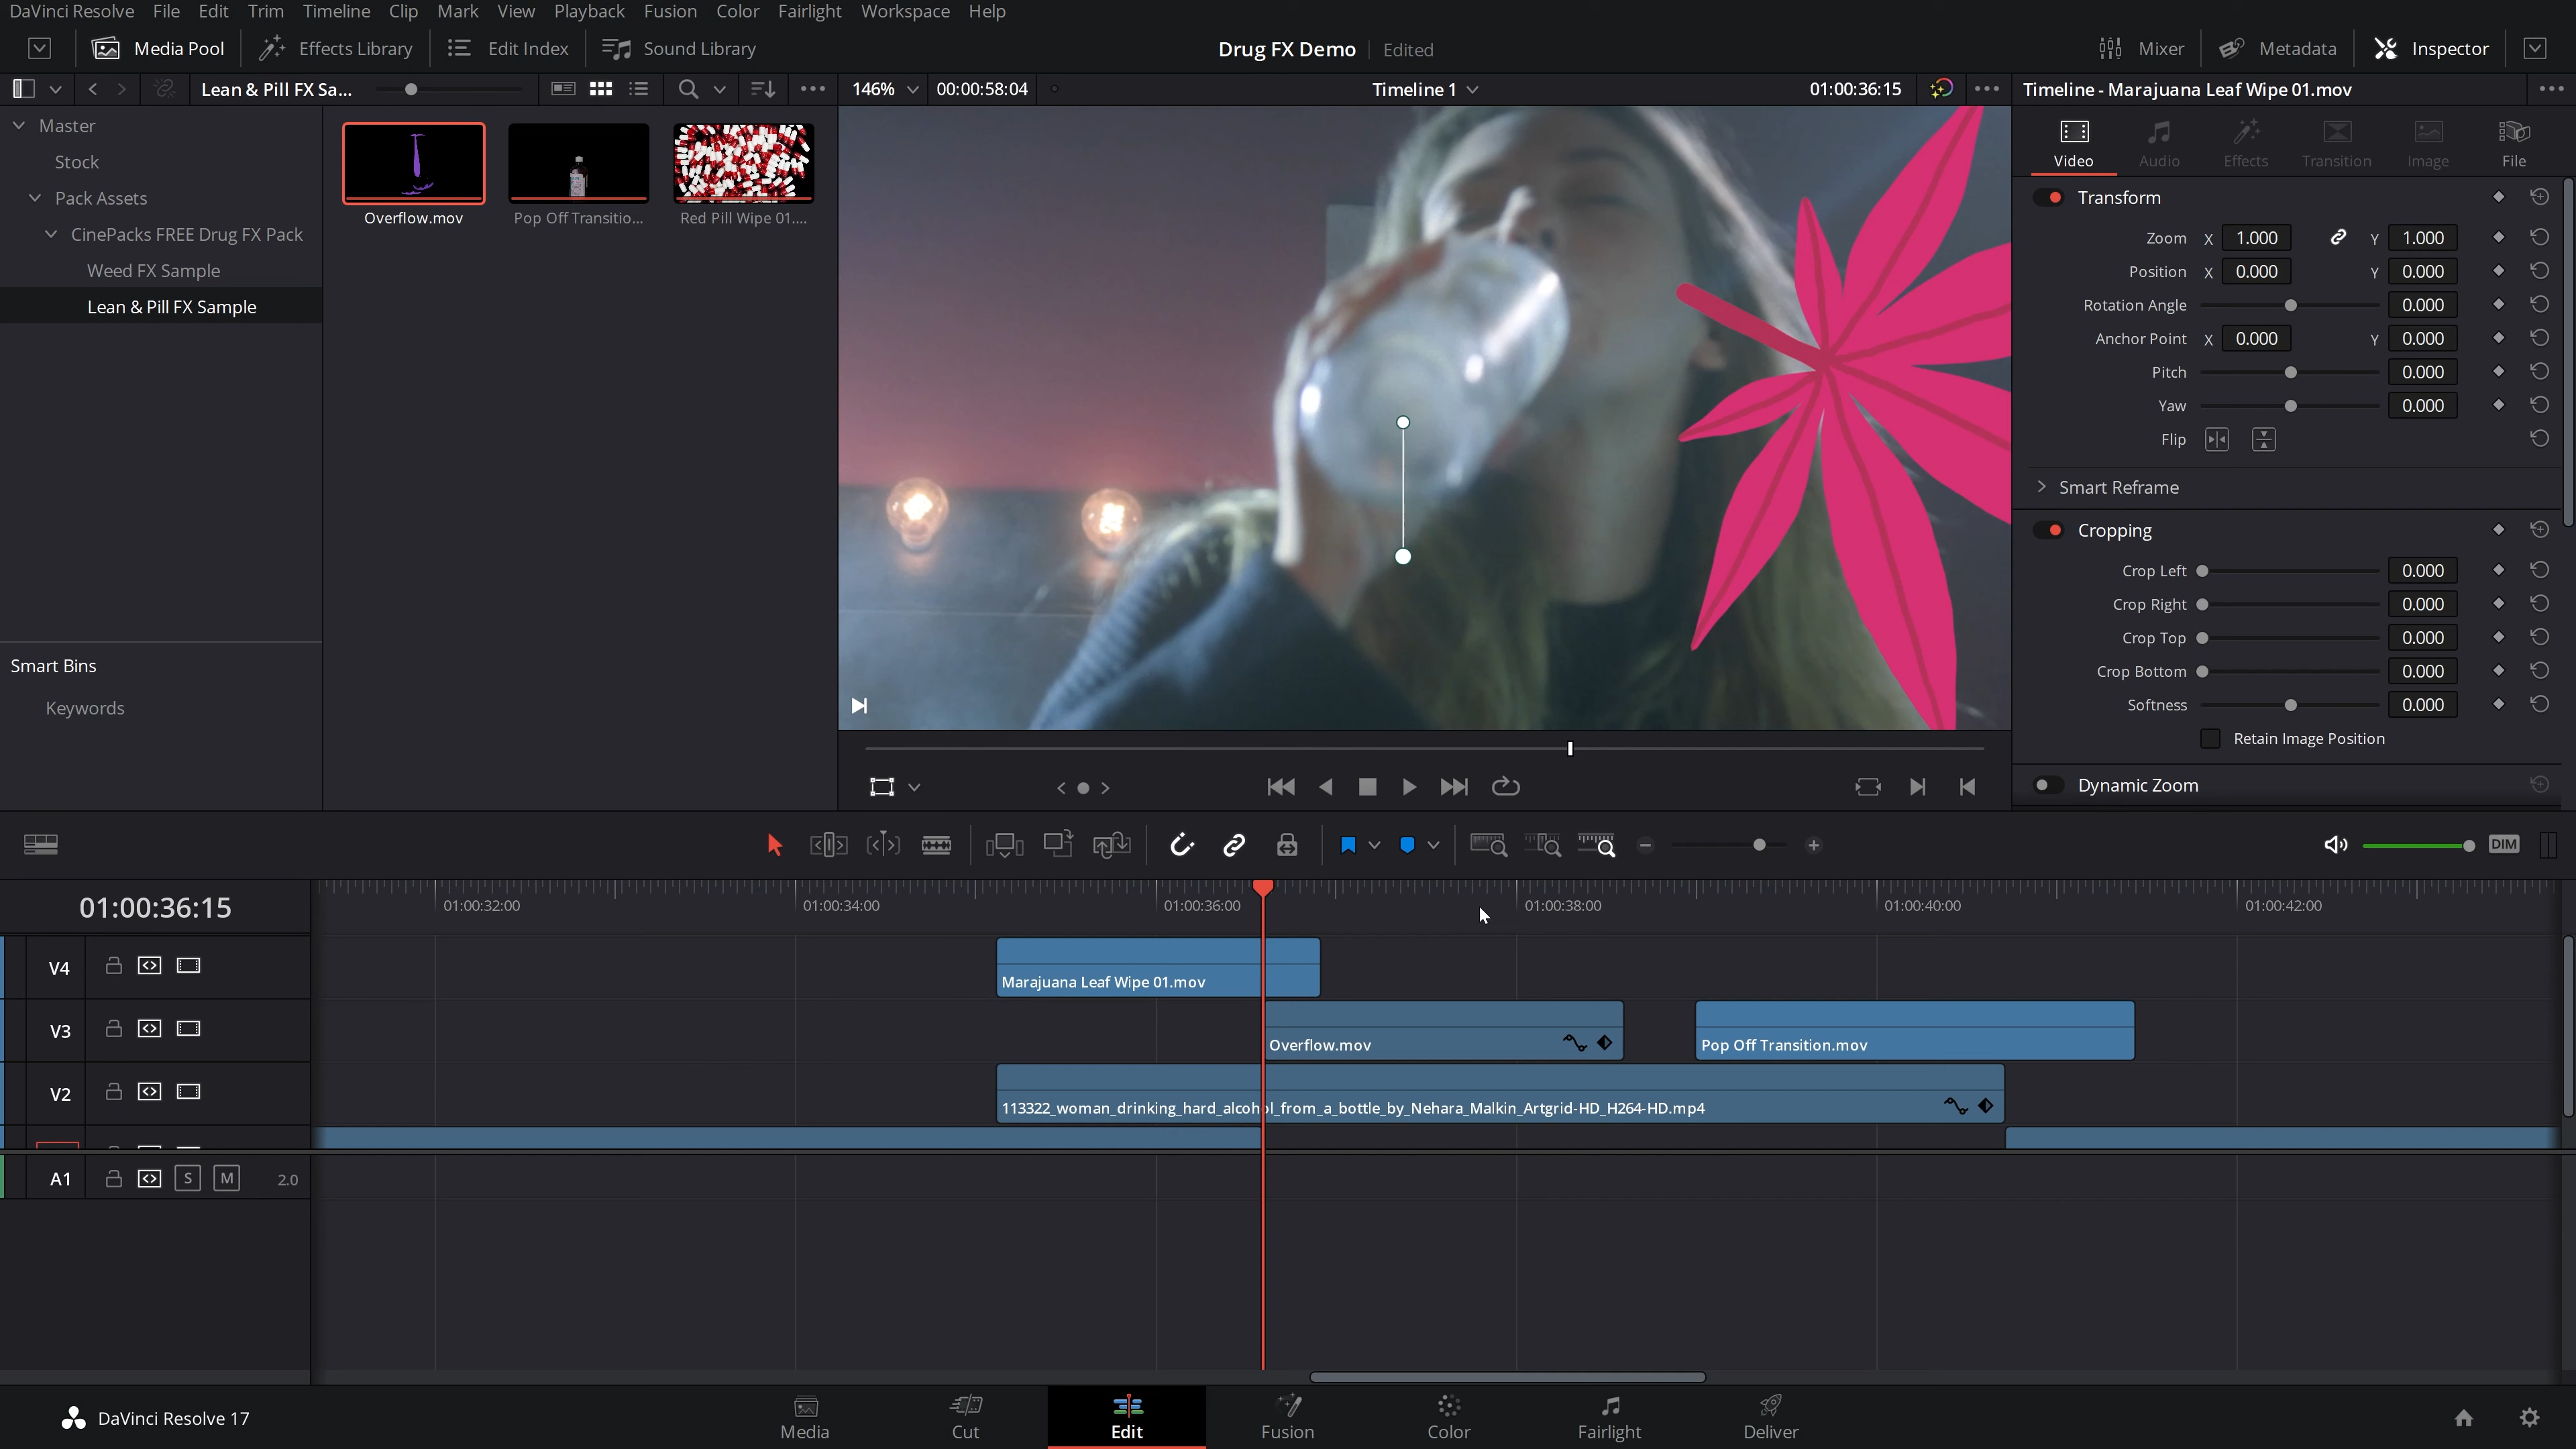 DaVinci Resolve File Edit Trim Timeline Clip Mark View Playback Fusion Color Fairlight Workspace Help
Media Pool Effects Library Edit Index Sound Library Drug FX Demo Edited Mixer Metadata Inspector
Lean & Pill FX Sa... 146% 00:00:58:04 Timeline 1 01:00:36:15 Timeline - Marajuana Leaf Wipe 01.mov
Master
Stock
Pack Assets
CinePacks FREE Drug FX Pack
Weed FX Sample
Lean & Pill FX Sample
Smart Bins
Keywords
Overflow.mov Pop Off Transitio... Red Pill Wipe 01....
Video Audio Effects Transition Image File
Transform
Zoom X 1.000 Y 1.000
Position X 0.000 Y 0.000
Rotation Angle 0.000
Anchor Point X 0.000 Y 0.000
Pitch 0.000
Yaw 0.000
Flip
Smart Reframe
Cropping
Crop Left 0.000
Crop Right 0.000
Crop Top 0.000
Crop Bottom 0.000
Softness 0.000
Retain Image Position
Dynamic Zoom
DIM
01:00:36:15 01:00:32:00 01:00:34:00 01:00:36:00 01:00:38:00 01:00:40:00 01:00:42:00
V4 Marajuana Leaf Wipe 01.mov
V3 Overflow.mov Pop Off Transition.mov
V2 113322_woman_drinking_hard_alcohol_from_a_bottle_by_Nehara_Malkin_Artgrid-HD_H264-HD.mp4
A1 S M 2.0
DaVinci Resolve 17 Media Cut Edit Fusion Color Fairlight Deliver